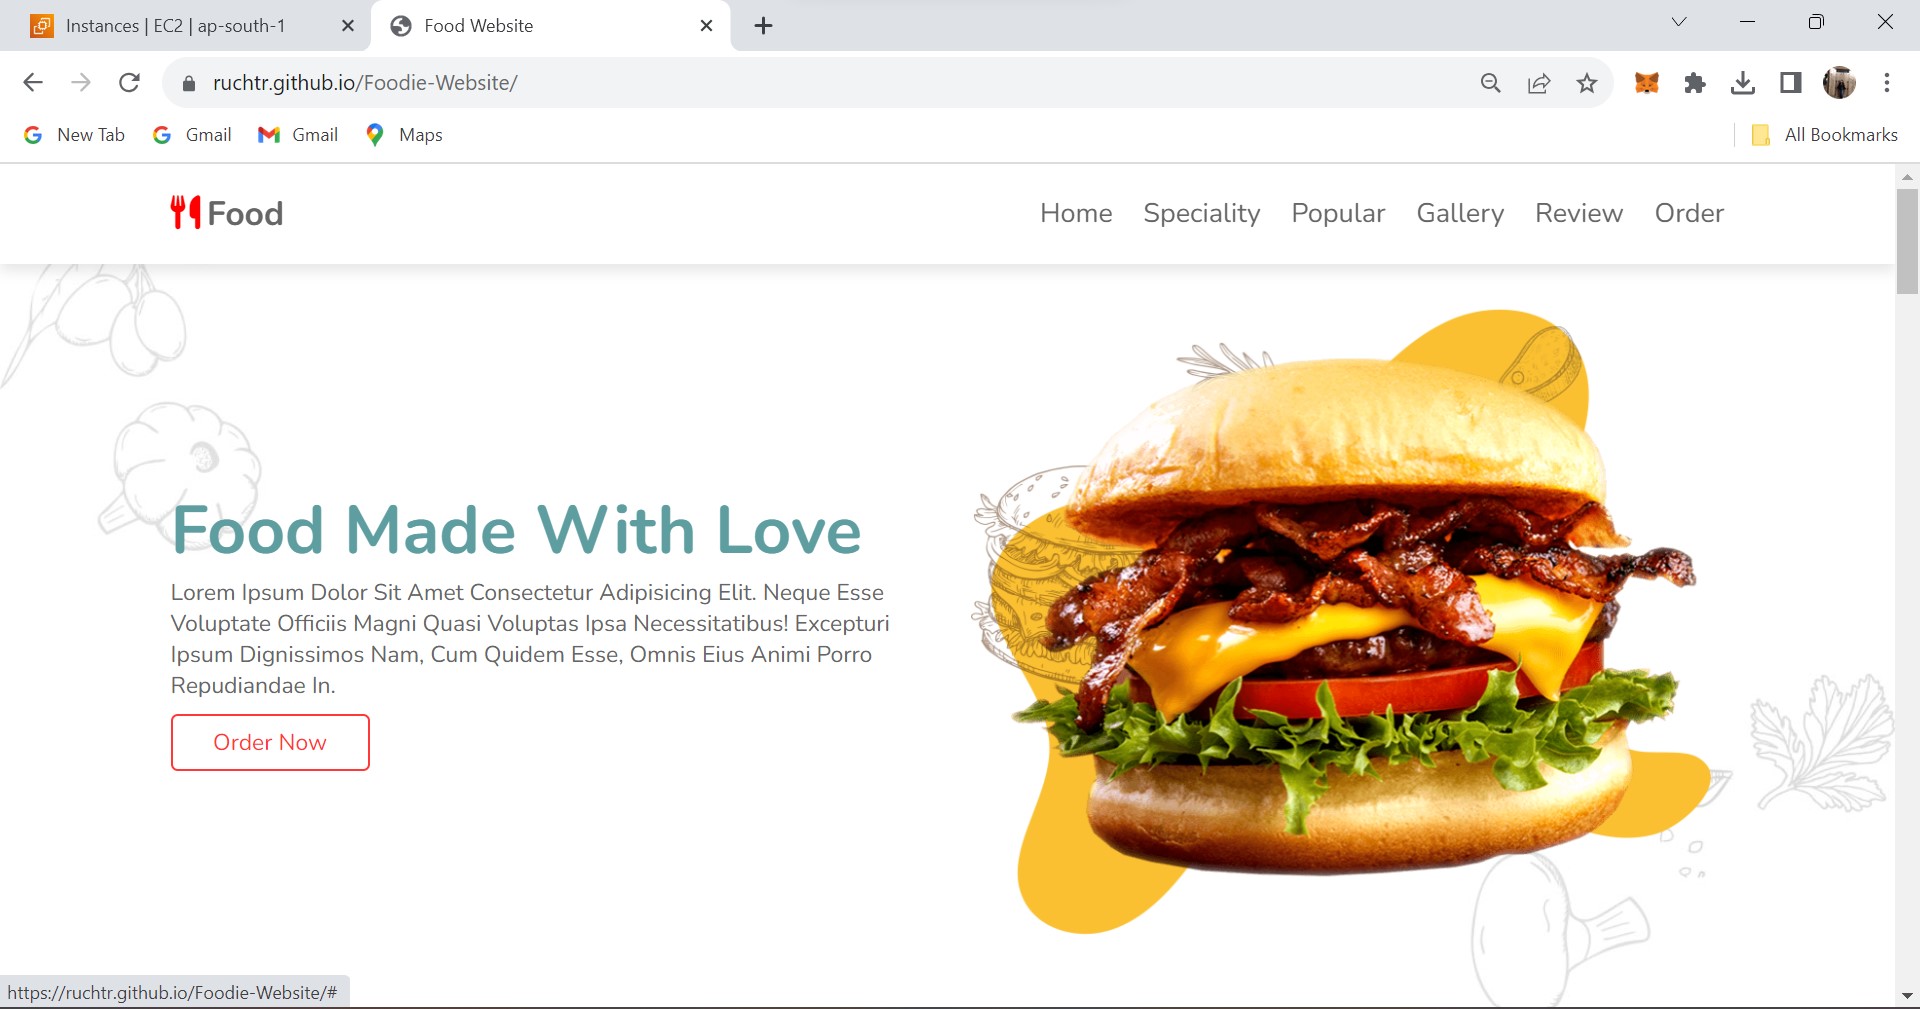 Instances | EC2 | ap-south-1
Food Website
ruchtr.github.io/Foodie-Website/
New Tab
Gmail
Gmail
Maps
All Bookmarks
Food
Home Speciality Popular Gallery Review Order
Food Made With Love
Lorem Ipsum Dolor Sit Amet Consectetur Adipisicing Elit. Neque Esse
Voluptate Officiis Magni Quasi Voluptas Ipsa Necessitatibus! Excepturi
Ipsum Dignissimos Nam, Cum Quidem Esse, Omnis Eius Animi Porro
Repudiandae In.
Order Now
https://ruchtr.github.io/Foodie-Website/#